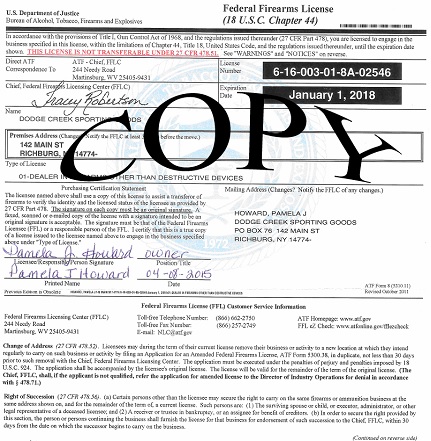 U.S. Department of Justice
Bureau of Alcohol, Tobacco, Firearms and Explosives
Federal Firearms License
(18 U.S.C. Chapter 44)
In accordance with the provisions of Title I, Gun Control Act of 1968, and the regulations issued thereunder (27 CFR Part 478), you are licensed to engage in the
business specified in this license, within the limitations of Chapter 44, Title 18, United States Code, and the regulations issued thereunder, until the expiration date
shown. THIS LICENSE IS NOT TRANSFERABLE UNDER 27 CFR 478.51. See "WARNINGS" and "NOTICES" on reverse.
Direct ATF
Correspondence To
ATF - Chief, FFLC
244 Needy Road
Martinsburg, WV 25405-9431
License
Number
6-16-003-01-8A-02546
Chief, Federal Firearms Licensing Center (FFLC)
Tracey Robertson
Expiration
Date
January 1, 2018
Name
DODGE CREEK SPORTING GOODS
COPY
Premises Address (Changes? Notify the FFLC at least before the move.)
142 MAIN ST
RICHBURG, 14774-
Type of License
01-DEALER IN OTHER THAN DESTRUCTIVE DEVICES
Purchasing Certification Statement
The licensee named above shall use a copy of this license to assist a transferor of
firearms to verify the identity and the licensed status of the licensee as provided by
27 CFR Part 478. The signature on each copy must be an original signature. A
faxed, scanned or e-mailed copy of the license with a signature intended to be an
original signature is acceptable. The signature must be that of the Federal Firearms
Licensee (FFL) or a responsible person of the FFL. I certify that this is a true copy
of a license issued to the licensee named above to engage in the business specified
above under "Type of License."
Mailing Address (Changes? Notify the FFLC of any changes.)
HOWARD, PAMELA J
DODGE CREEK SPORTING GOODS
PO BOX 76 142 MAIN ST
RICHBURG, NY 14774-
1972
Pamela J. Howard owner
Licensee/Responsible Person Signature Position Title
Pamela J Howard 04-08-2015
Printed Name Date
Previous Edition is Obsolete
ATF Form 8 (5310.11)
Revised October 2011
Federal Firearms License (FFL) Customer Service Information
Federal Firearms Licensing Center (FFLC)
244 Needy Road
Martinsburg, WV 25405-9431
Toll-free Telephone Number: (866) 662-2750
Toll-free Fax Number: (866) 257-2749
E-mail: NLC@atf.gov
ATF Homepage: www.atf.gov
FFL eZ Check: www.atfonline.gov/fflezcheck
Change of Address (27 CFR 478.52). Licensees may during the term of their current license remove their business or activity to a new location at which they intend
regularly to carry on such business or activity by filing an Application for an Amended Federal Firearms License, ATF Form 5300.38, in duplicate, not less than 30 days
prior to such removal with the Chief, Federal Firearms Licensing Center. The application must be executed under the penalties of perjury and penalties imposed by 18
U.S.C. 924. The application shall be accompanied by the licensee's original license. The license will be valid for the remainder of the term of the original license. (The
Chief, FFLC, shall, if the applicant is not qualified, refer the application for amended license to the Director of Industry Operations for denial in accordance
with § 478.71.)
Right of Succession (27 CFR 478.56). (a) Certain persons other than the licensee may secure the right to carry on the same firearms or ammunition business at the
same address shown on, and for the remainder of the term of, a current license. Such persons are: (1) The surviving spouse or child, or executor, administrator, or other
legal representative of a deceased licensee; and (2) A receiver or trustee in bankruptcy, or an assignee for benefit of creditors. (b) In order to secure the right provided by
this section, the person or persons continuing the business shall furnish the license for that business for endorsement of such succession to the Chief, FFLC, within 30
days from the date on which the successor begins to carry on the business.
(Continued on reverse side)